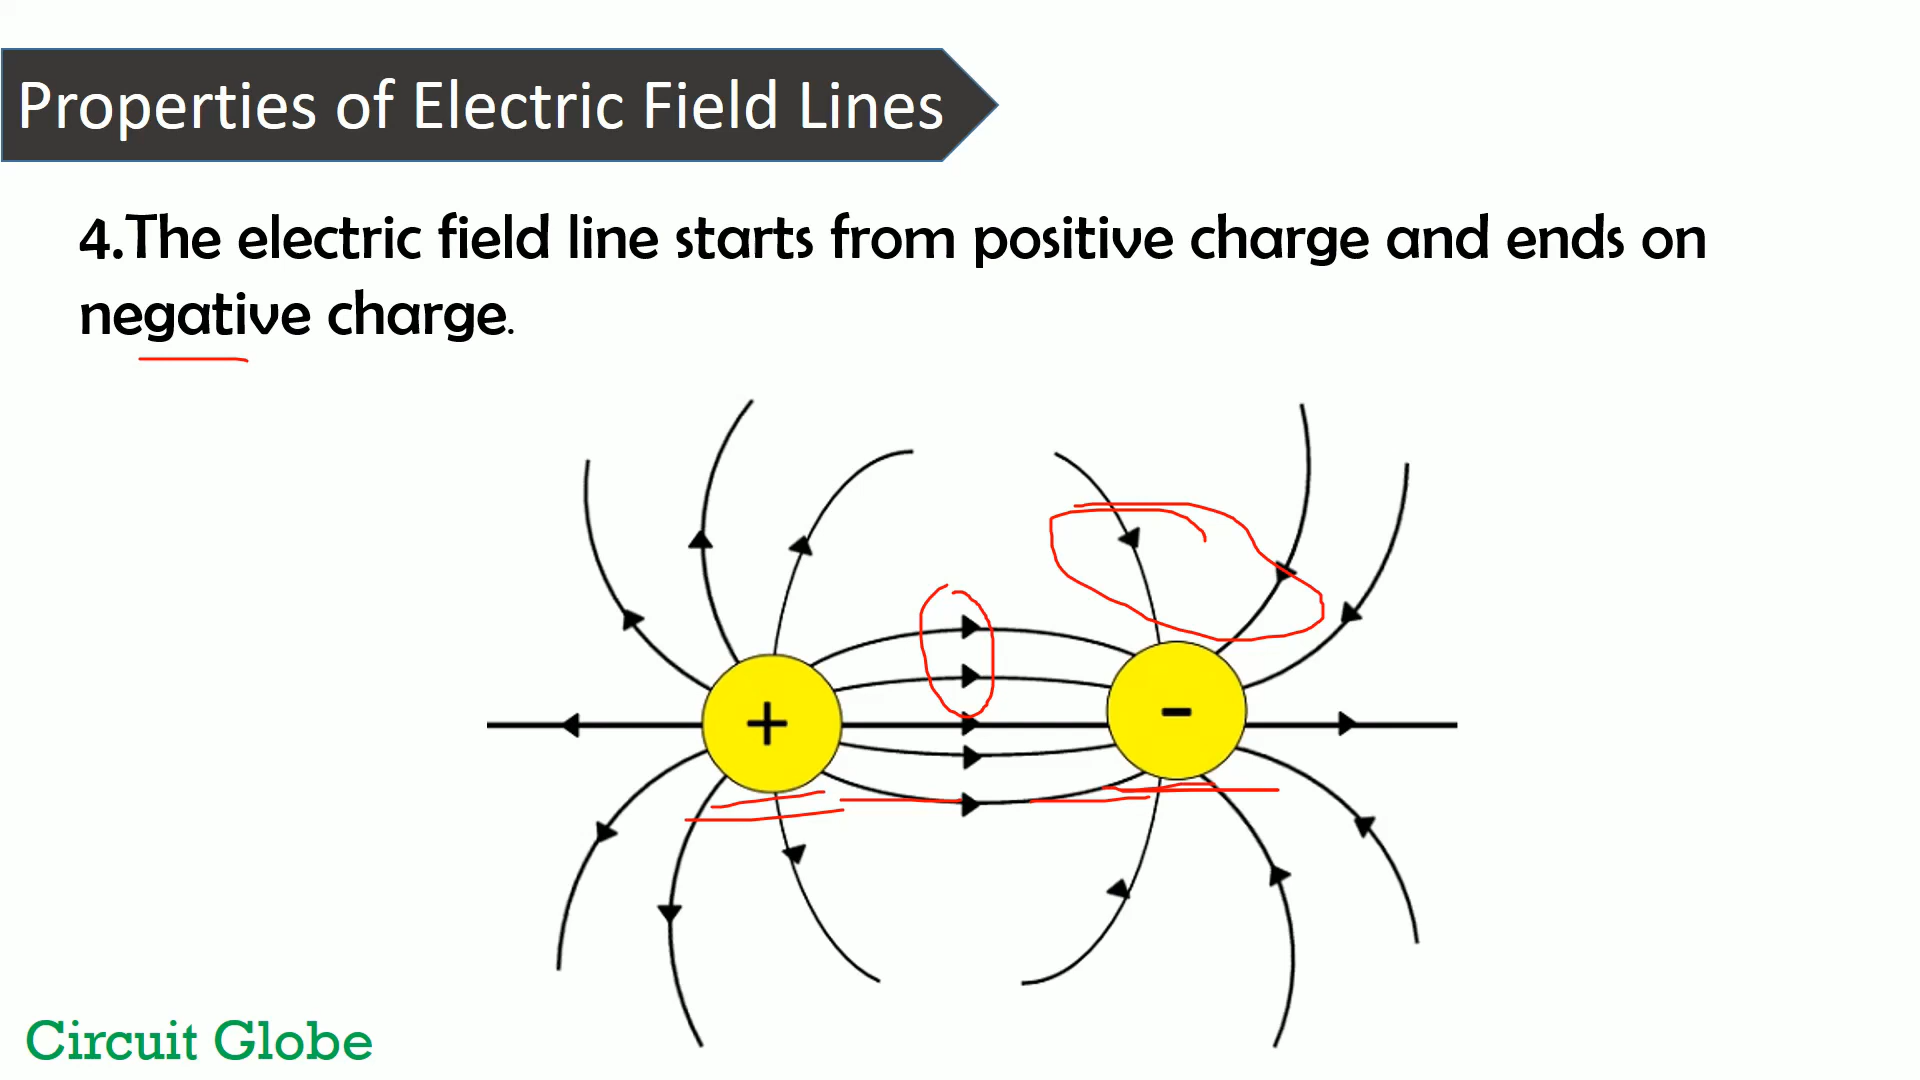 Properties of Electric Field Lines
4.The electric field line starts from positive charge and ends on
negative charge.
+
-
Circuit Globe